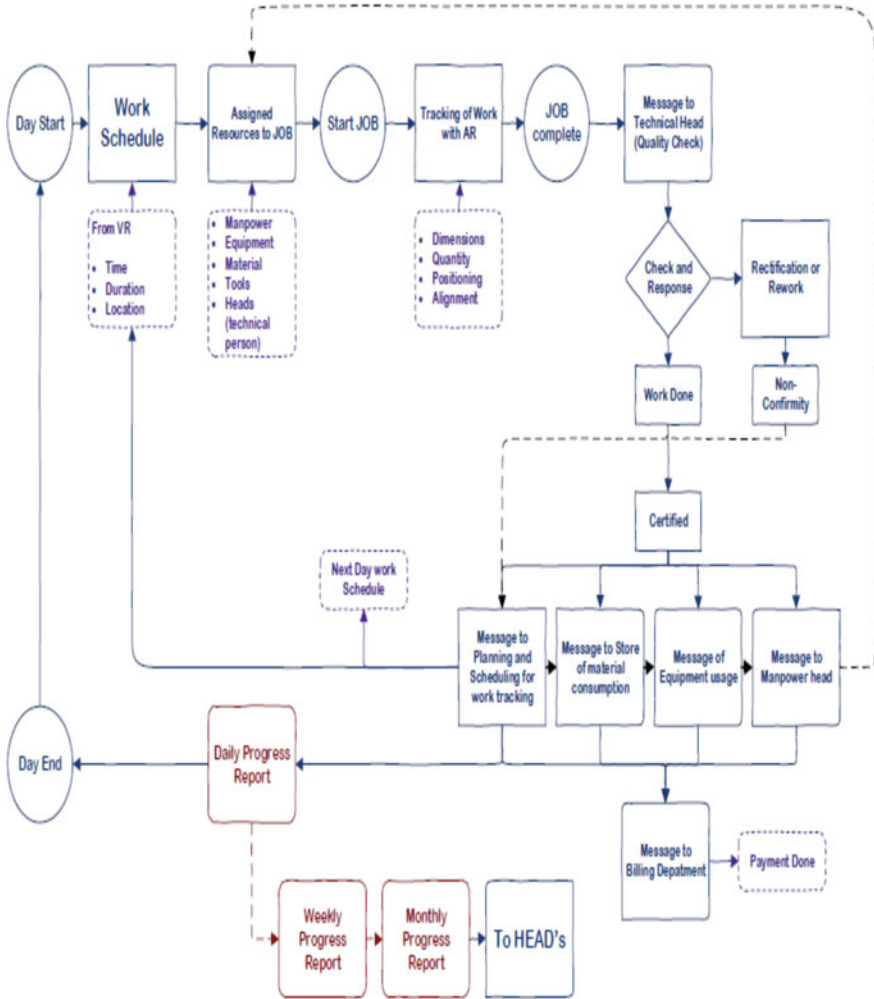 Day Start
Work
Schedule
Assigned
Resources to JOB
Start JOB
Tracking of Work
with AR
JOB
complete
Message to
Technical Head
(Quality Check)
From VR
• Time
• Duration
• Location
• Manpower
• Equipment
• Material
• Tools
• Heads
(technical
person)
• Dimensions
• Quantity
• Positioning
• Alignment
Check and
Response
Rectification or
Rework
Work Done
Non-
Confirmity
Certified
Next Day work
Schedule
Message to
Planning and
Scheduling for
work tracking
Message to Store
of material
consumption
Message of
Equipment usage
Message to
Manpower head
Day End
Daily Progress
Report
Message to
Billing Depatment
Payment Done
Weekly
Progress
Report
Monthly
Progress
Report
To HEAD's